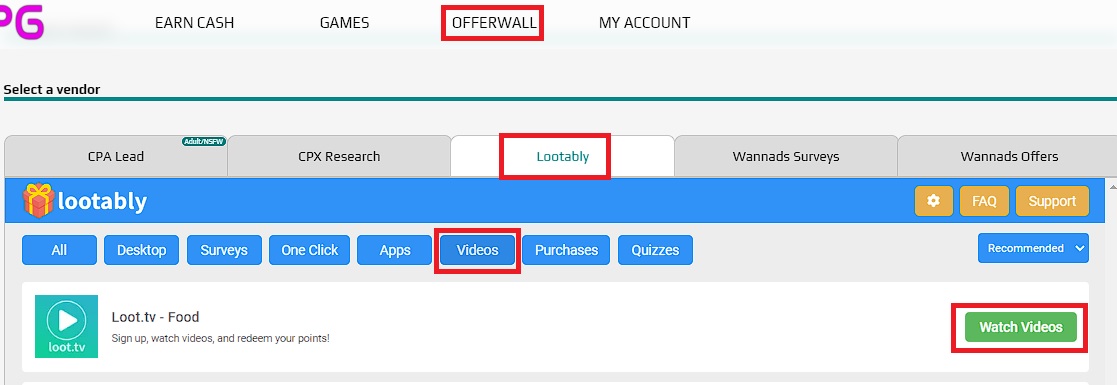 PG
EARN CASH
GAMES
OFFERWALL
MY ACCOUNT
Select a vendor
CPA Lead
Adult/NSFW
CPX Research
Lootably
Wannads Surveys
Wannads Offers
lootably
FAQ
Support
All
Desktop
Surveys
One Click
Apps
Videos
Purchases
Quizzes
Recommended
loot.tv
Loot.tv - Food
Sign up, watch videos, and redeem your points!
Watch Videos